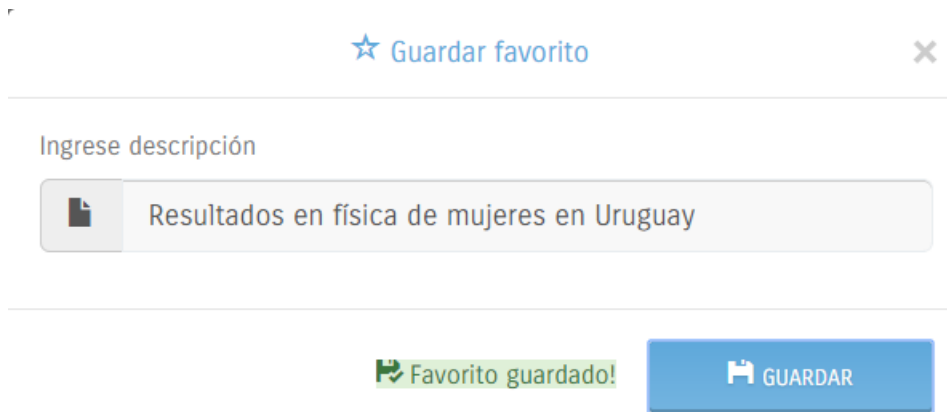 Guardar favorito
Ingrese descripción
Resultados en física de mujeres en Uruguay
Favorito guardado!
GUARDAR